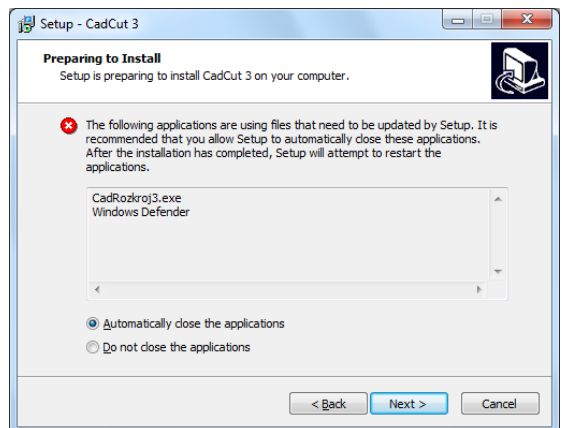 Setup - CadCut 3
Preparing to Install
Setup is preparing to install CadCut 3 on your computer.
The following applications are using files that need to be updated by Setup. It is
recommended that you allow Setup to automatically close these applications.
After the installation has completed, Setup will attempt to restart the
applications.
CadRozkroj3.exe
Windows Defender
Automatically close the applications
Do not close the applications
< Back Next > Cancel